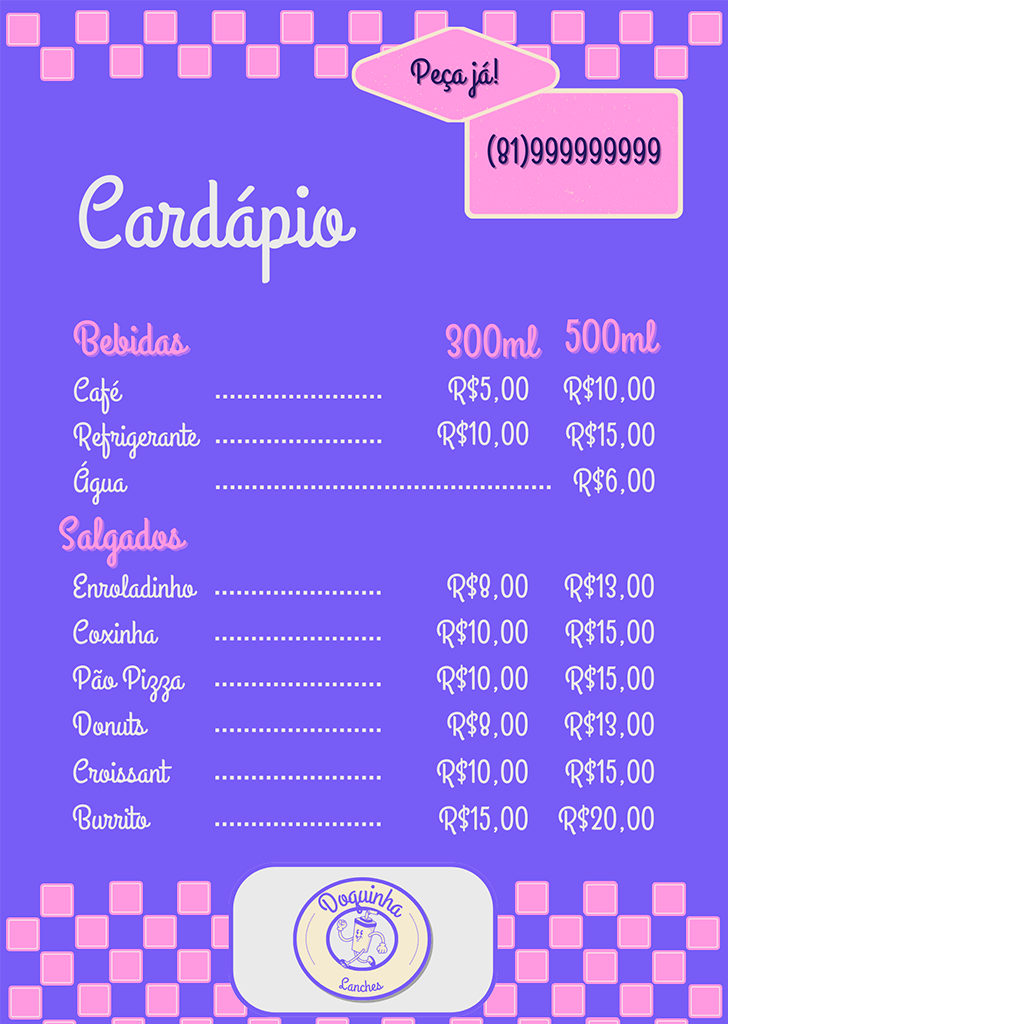 Peça já!
(81)999999999
Cardápio
Bebidas 300ml 500ml
Café ....................... R$5,00 R$10,00
Refrigerante ....................... R$10,00 R$15,00
Água .............................................. R$6,00
Salgados
Enroladinho ....................... R$8,00 R$13,00
Coxinha ....................... R$10,00 R$15,00
Pão Pizza ....................... R$10,00 R$15,00
Donuts ....................... R$8,00 R$13,00
Croissant ....................... R$10,00 R$15,00
Burrito ....................... R$15,00 R$20,00
Doguinha
Lanches